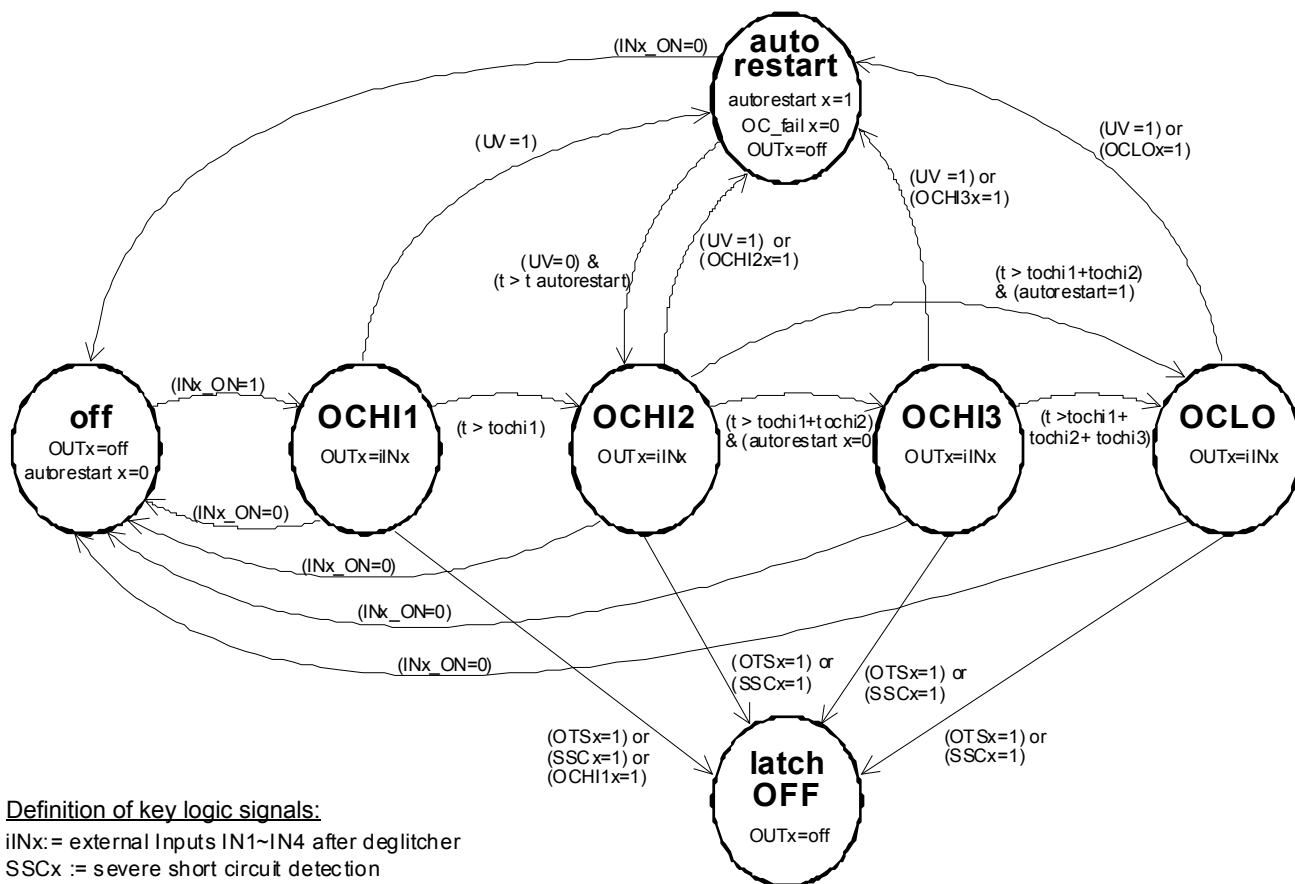 (INx_ON=0)
auto
restart
autorestart x=1
OC_fail x=0
OUTx=off
(UV =1)
(UV =1) or
(OCLOx=1)
(UV =1) or
(OCHI3x=1)
(UV =1) or
(OCHI2x=1)
(UV=0) &
(t > t autorestart)
(t > tochi1+tochi2)
& (autorestart=1)
off
OUTx=off
autorestart x=0
(INx_ON=1)
OCHI1
OUTx=iINx
(t > tochi1)
OCHI2
OUTx=iINx
(t > tochi1+tochi2)
& (autorestart x=0)
OCHI3
OUTx=iINx
(t >tochi1+
tochi2+ tochi3)
OCLO
OUTx=iINx
(INx_ON=0)
(INx_ON=0)
(INx_ON=0)
(INx_ON=0)
(OTSx=1) or
(SSCx=1) or
(OCHI1x=1)
(OTSx=1) or
(SSCx=1)
(OTSx=1) or
(SSCx=1)
(OTSx=1) or
(SSCx=1)
latch
OFF
OUTx=off
Definition of key logic signals:
iINx:= external Inputs IN1~IN4 after deglitcher
SSCx := severe short circuit detection